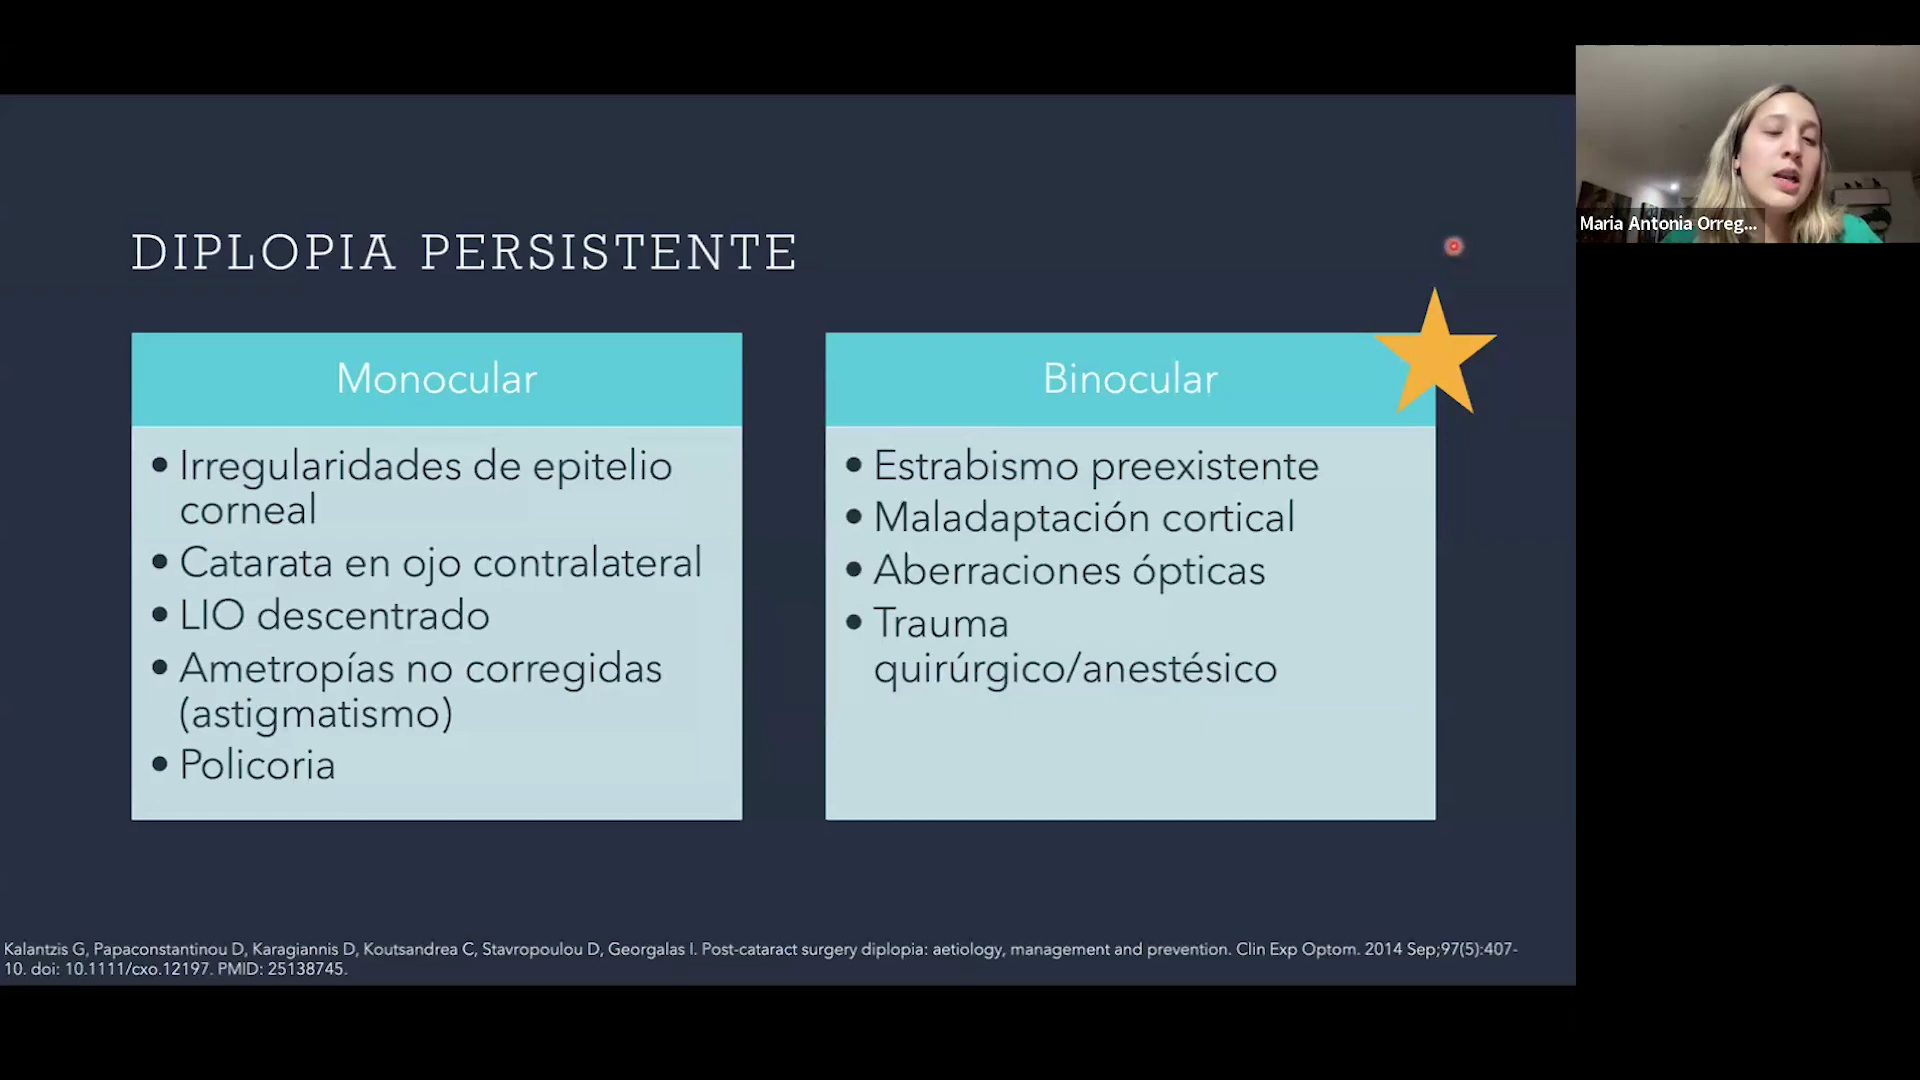 Maria Antonia Orreg...
DIPLOPIA PERSISTENTE
Monocular
• Irregularidades de epitelio
corneal
• Catarata en ojo contralateral
• LIO descentrado
• Ametropías no corregidas
(astigmatismo)
• Policoria
Binocular
• Estrabismo preexistente
• Maladaptación cortical
• Aberraciones ópticas
• Trauma
quirúrgico/anestésico
Kalantzis G, Papaconstantinou D, Karagiannis D, Koutsandrea C, Stavropoulou D, Georgalas I. Post-cataract surgery diplopia: aetiology, management and prevention. Clin Exp Optom. 2014 Sep;97(5):407-
10. doi: 10.1111/cxo.12197. PMID: 25138745.